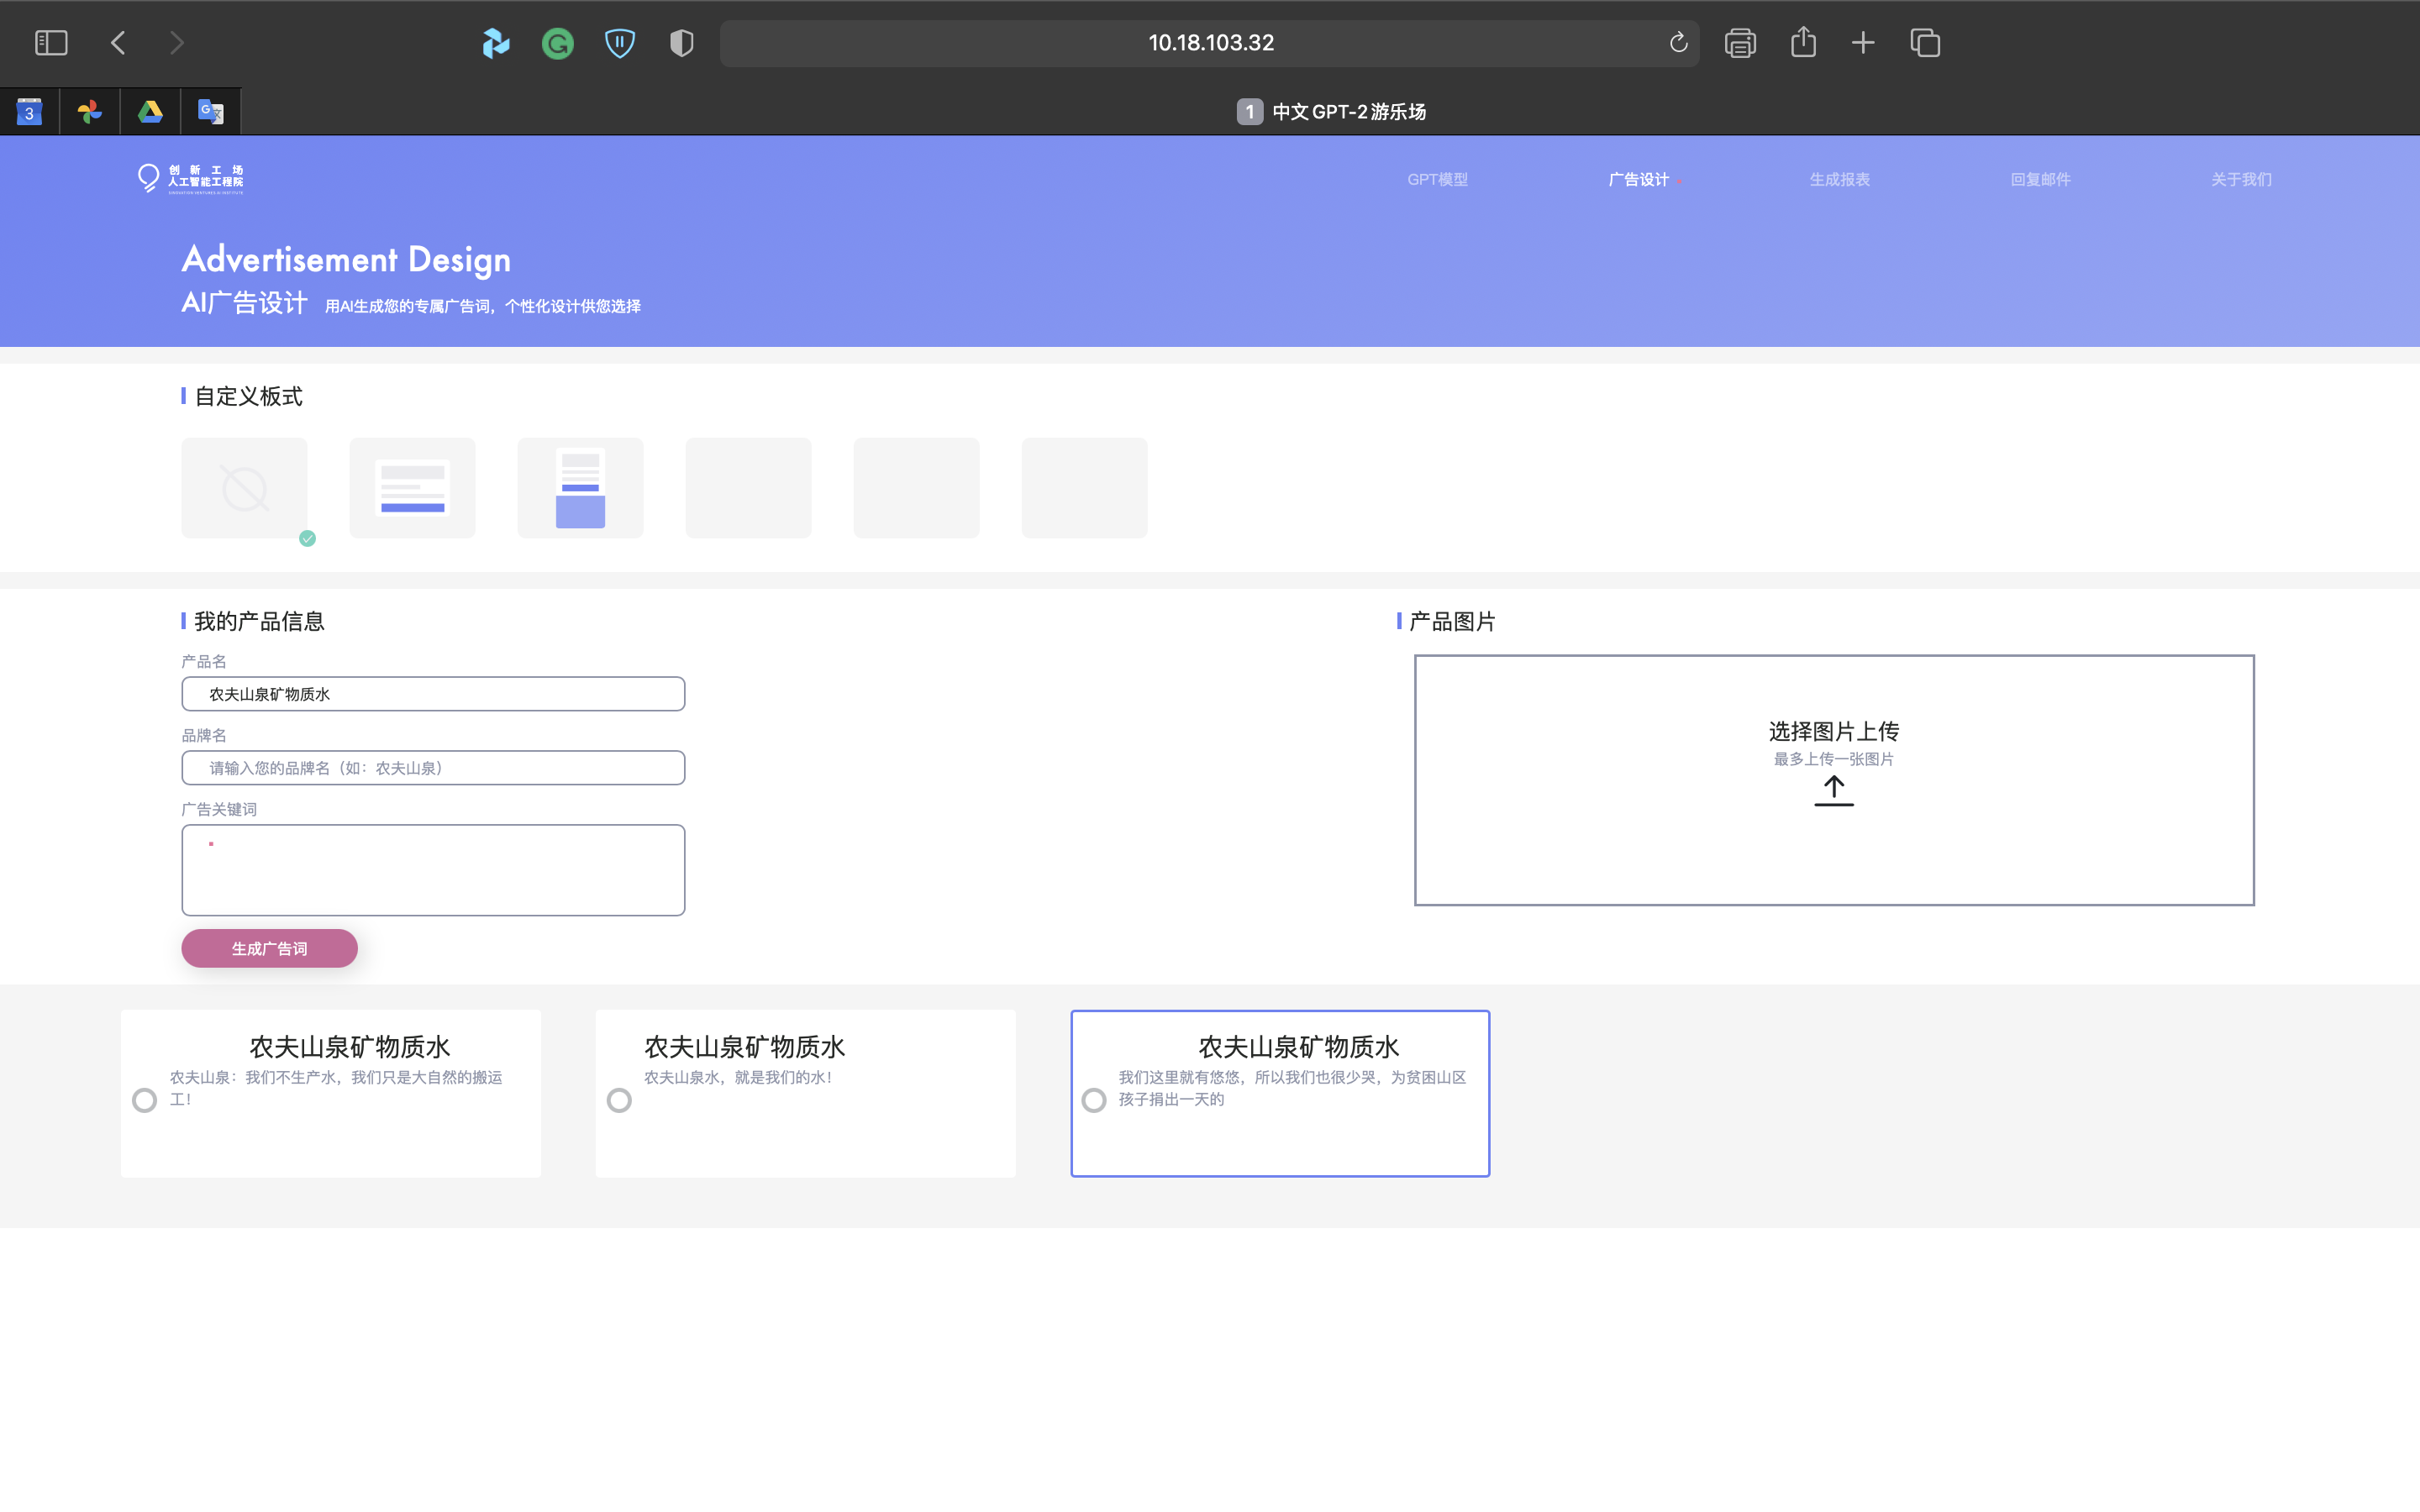 10.18.103.32
3
1 中文 GPT-2 游乐场
创新工场
人工智能工程院
GPT模型
广告设计
生成报表
回复邮件
关于我们
Advertisement Design
AI广告设计 用AI生成您的专属广告词，个性化设计供您选择
自定义板式
我的产品信息
产品名
农夫山泉矿物质水
品牌名
请输入您的品牌名（如：农夫山泉）
广告关键词
生成广告词
产品图片
选择图片上传
最多上传一张图片
农夫山泉矿物质水
农夫山泉：我们不生产水，我们只是大自然的搬运
工！
农夫山泉矿物质水
农夫山泉水，就是我们的水！
农夫山泉矿物质水
我们这里就有悠悠，所以我们也很少哭，为贫困山区
孩子捐出一天的